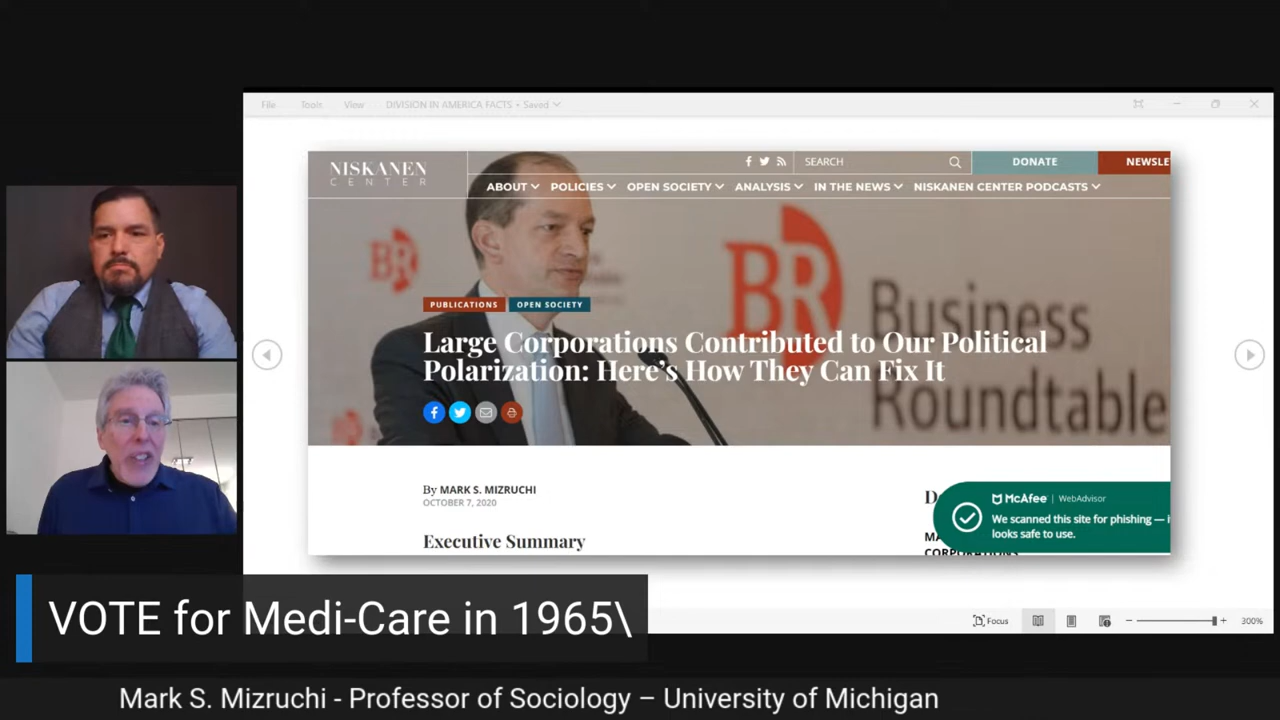 File Tools View DIVISION IN AMERICA FACTS • Saved
NISKANEN
CENTER
SEARCH
DONATE
NEWSLE
ABOUT POLICIES OPEN SOCIETY ANALYSIS IN THE NEWS NISKANEN CENTER PODCASTS
BR
BR
Business
Roundtable
PUBLICATIONS OPEN SOCIETY
Large Corporations Contributed to Our Political
Polarization: Here's How They Can Fix It
By MARK S. MIZRUCHI
OCTOBER 7, 2020
Executive Summary
D
MA
CORPORATIONS
McAfee | WebAdvisor
We scanned this site for phishing — i
looks safe to use.
Focus
300%
VOTE for Medi-Care in 1965\
Mark S. Mizruchi - Professor of Sociology – University of Michigan